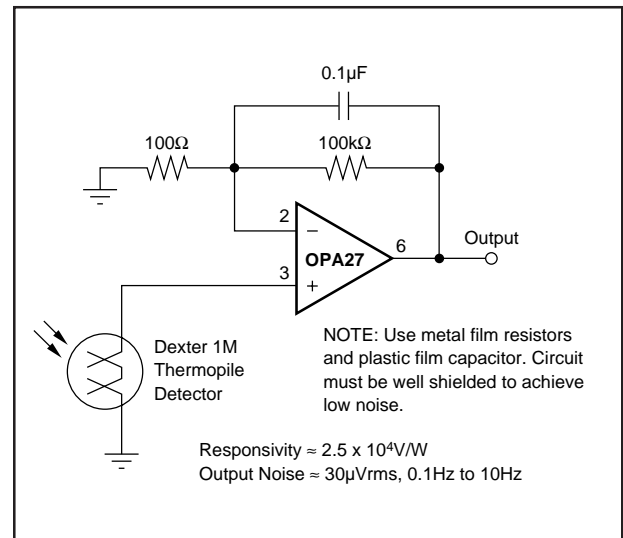 0.1µF
100Ω
100kΩ
2
–
6
Output
OPA27
3
+
Dexter 1M
Thermopile
Detector
NOTE: Use metal film resistors
and plastic film capacitor. Circuit
must be well shielded to achieve
low noise.
Responsivity ≈ 2.5 x 10⁴V/W
Output Noise ≈ 30µVrms, 0.1Hz to 10Hz